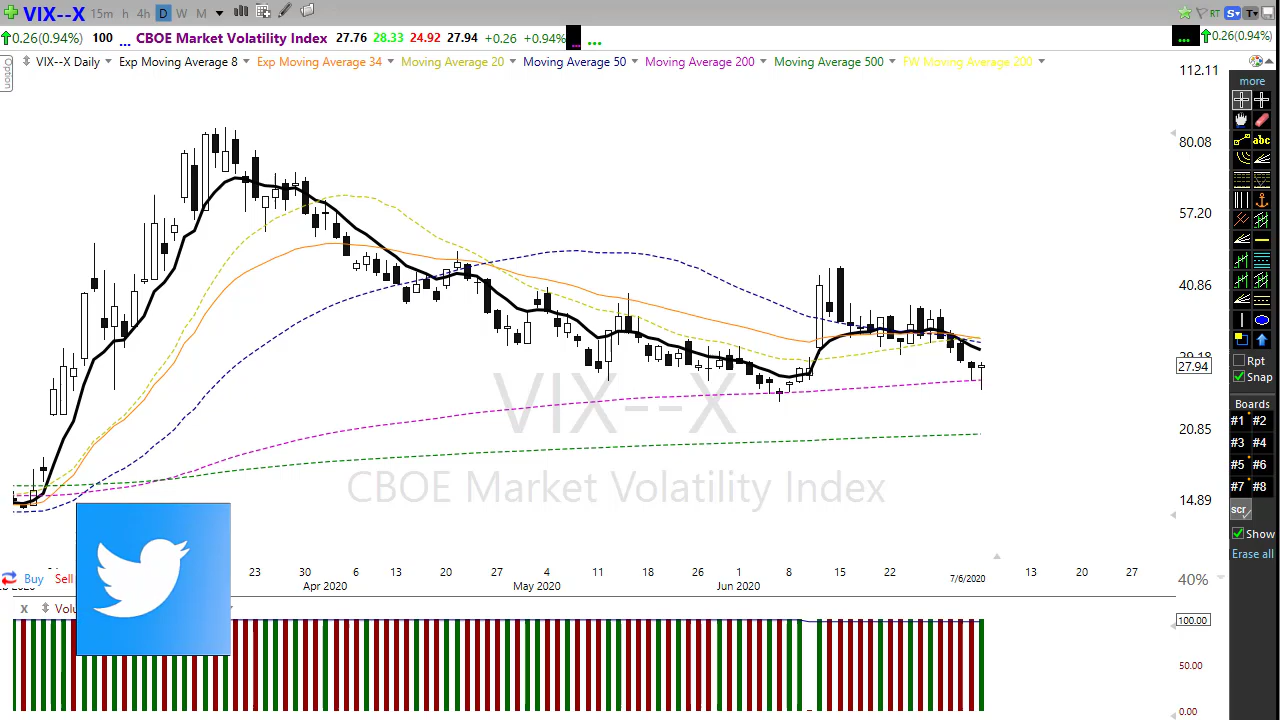 VIX--X 15m h 4h D W M RT S T
0.26(0.94%) 100 ... CBOE Market Volatility Index 27.76 28.33 24.92 27.94 +0.26 +0.94% ... ... 0.26(0.94%)
Option
VIX--X Daily Exp Moving Average 8 Exp Moving Average 34 Moving Average 20 Moving Average 50 Moving Average 200 Moving Average 500 FW Moving Average 200
112.11
80.08
57.20
40.86
27.94
20.85
14.89
VIX--X
CBOE Market Volatility Index
23 30 6 13 20 27 4 11 18 26 1 8 15 22 7/6/2020 13 20 27
Apr 2020 May 2020 Jun 2020
Buy Sell
40%
X
100.00
50.00
0.00
more
abc
Rpt
Snap
Boards
#1 #2
#3 #4
#5 #6
#7 #8
scr
Show
Erase all